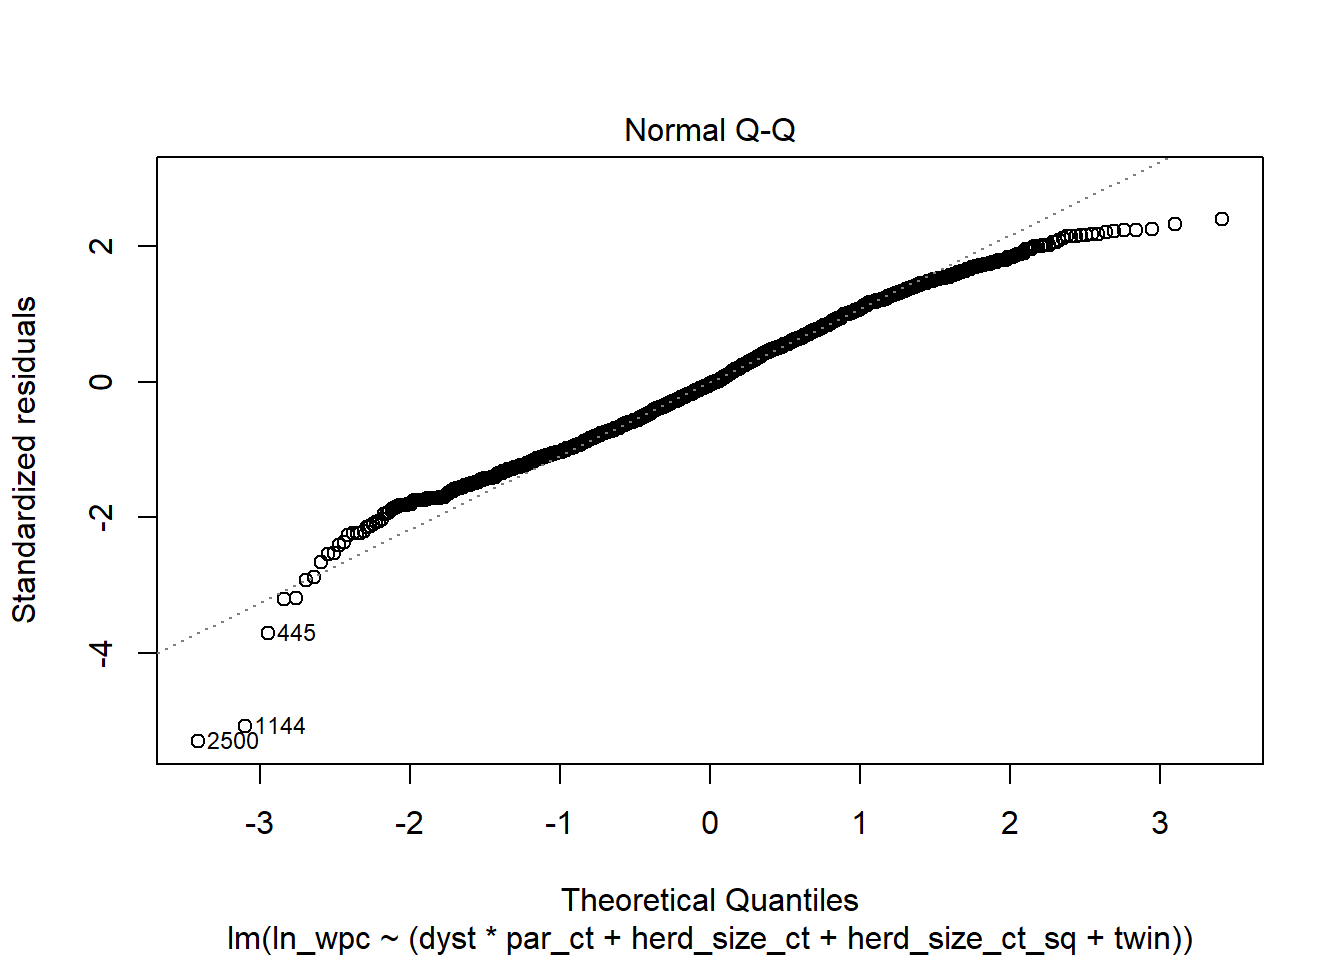 Normal Q-Q
Standardized residuals
2
0
-2
-4
445
1144
2500
-3 -2 -1 0 1 2 3
Theoretical Quantiles
lm(ln_wpc ~ (dyst * par_ct + herd_size_ct + herd_size_ct_sq + twin))